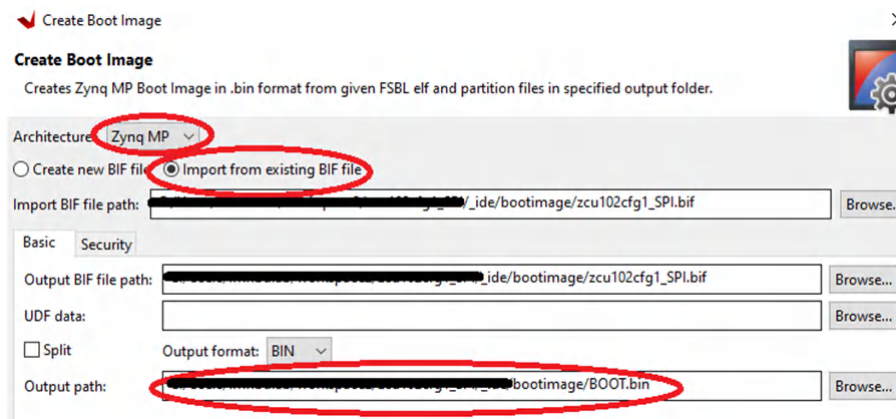 Create Boot Image
Create Boot Image
Creates Zynq MP Boot Image in .bin format from given FSBL elf and partition files in specified output folder.
Architecture Zynq MP
Create new BIF file Import from existing BIF file
Import BIF file path: /_ide/bootimage/zcu102cfg1_SPI.bif Browse.
Basic Security
Output BIF file path: _ide/bootimage/zcu102cfg1_SPI.bif Browse...
UDF data: Browse...
Split Output format: BIN
Output path: bootimage/BOOT.bin Browse...